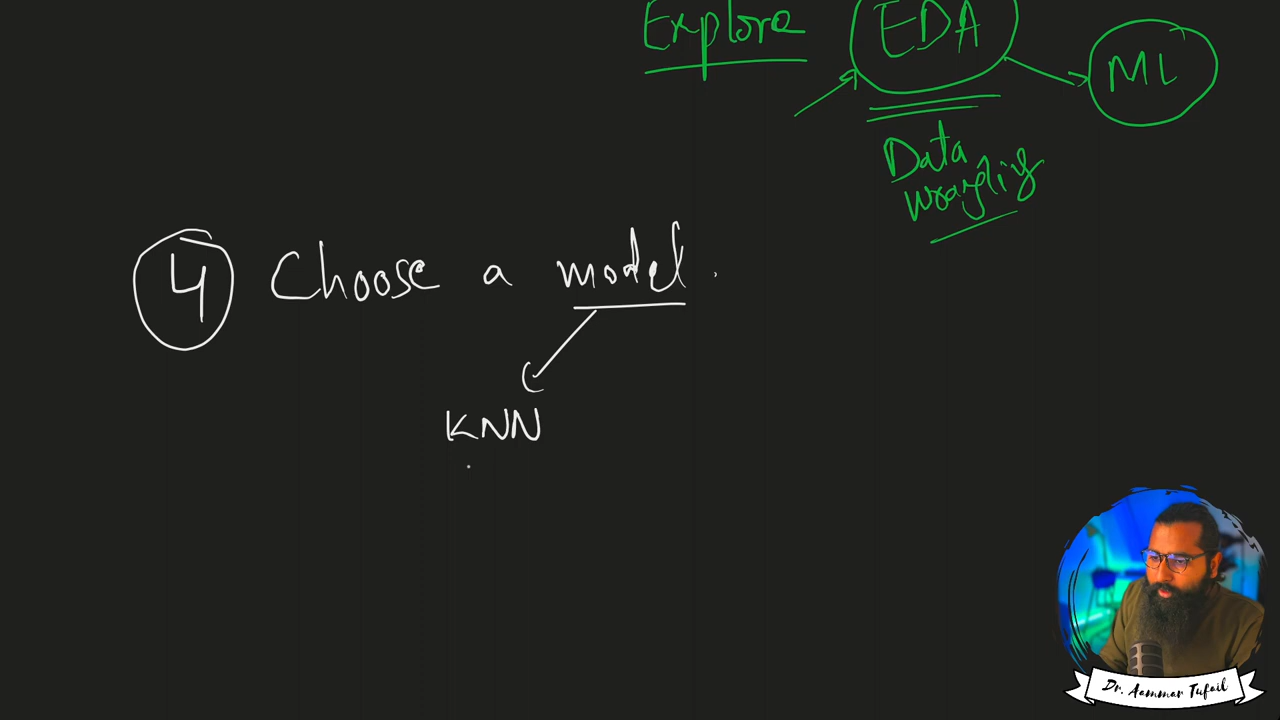 Explore
EDA
ML
Data
wrangling
4 Choose a model.
KNN
Dr. Aammar Tufail